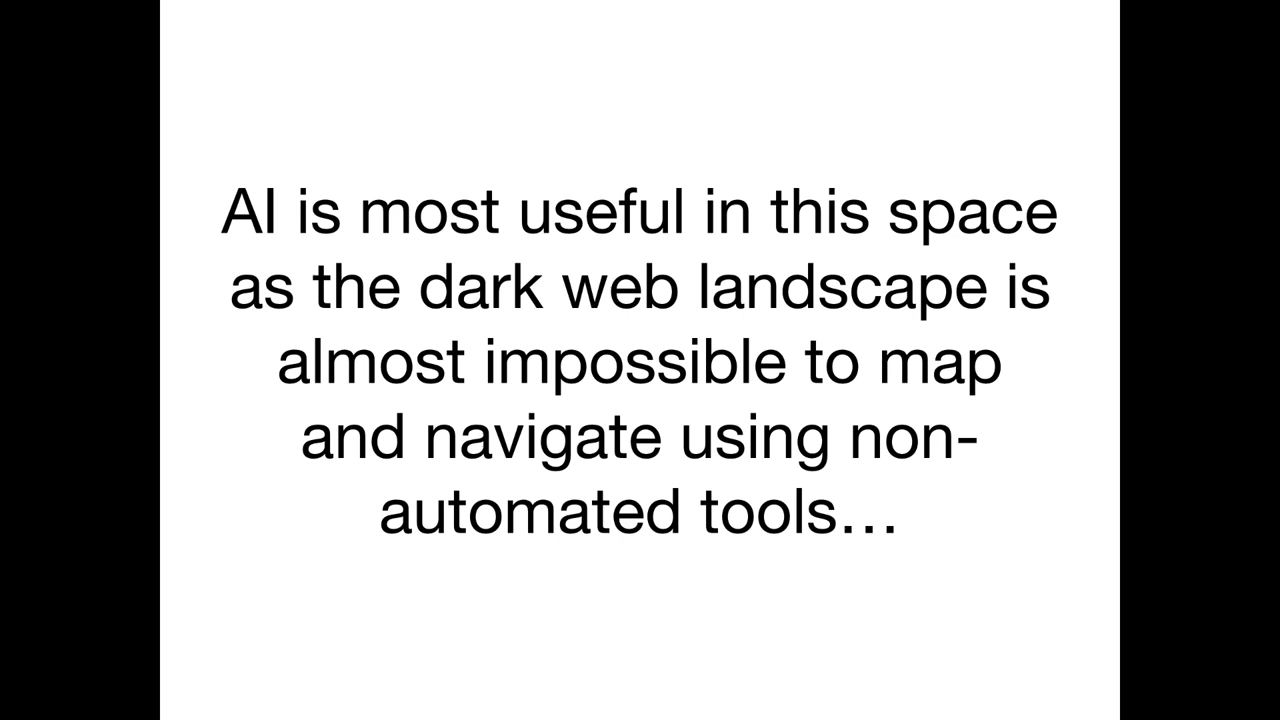 AI is most useful in this space
as the dark web landscape is
almost impossible to map
and navigate using non-
automated tools…